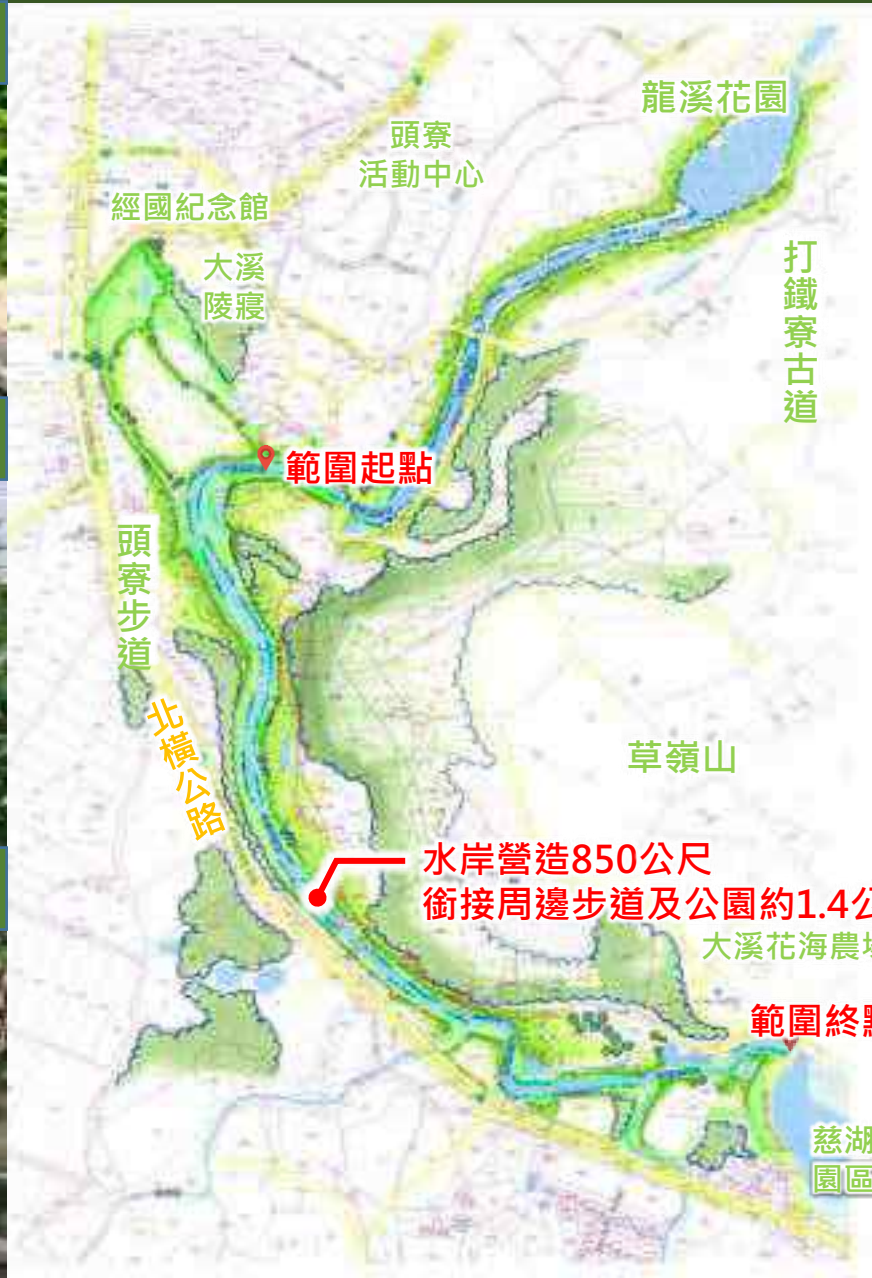 龍溪花園
頭寮
活動中心
經國紀念館
大溪
陵寢
打鐵寮古道
範圍起點
頭寮步道
北橫公路
草嶺山
水岸營造850公尺
銜接周邊步道及公園約1.4公
大溪花海農場
範圍終點
慈湖
園區